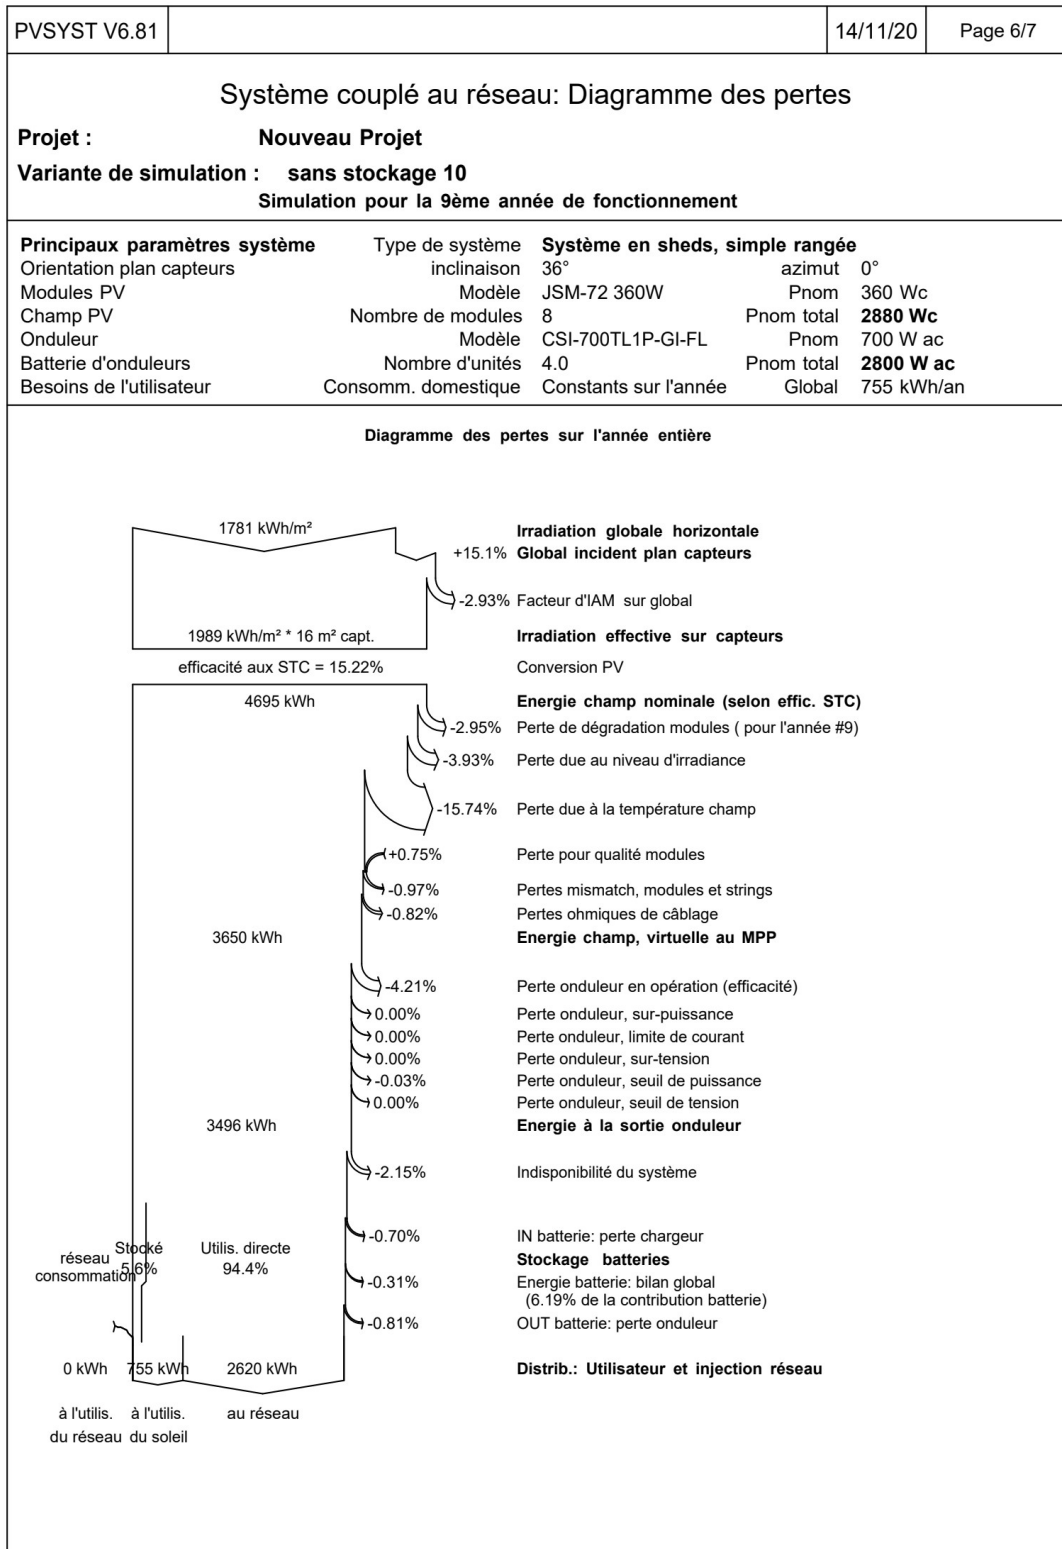 PVSYST V6.81 14/11/20 Page 6/7
Système couplé au réseau: Diagramme des pertes
Projet : Nouveau Projet
Variante de simulation : sans stockage 10
Simulation pour la 9ème année de fonctionnement
Principaux paramètres système Type de système Système en sheds, simple rangée
Orientation plan capteurs inclinaison 36° azimut 0°
Modules PV Modèle JSM-72 360W Pnom 360 Wc
Champ PV Nombre de modules 8 Pnom total 2880 Wc
Onduleur Modèle CSI-700TL1P-GI-FL Pnom 700 W ac
Batterie d'onduleurs Nombre d'unités 4.0 Pnom total 2800 W ac
Besoins de l'utilisateur Consomm. domestique Constants sur l'année Global 755 kWh/an
Diagramme des pertes sur l'année entière
1781 kWh/m² Irradiation globale horizontale
+15.1% Global incident plan capteurs
-2.93% Facteur d'IAM sur global
1989 kWh/m² * 16 m² capt. Irradiation effective sur capteurs
efficacité aux STC = 15.22% Conversion PV
4695 kWh Energie champ nominale (selon effic. STC)
-2.95% Perte de dégradation modules ( pour l'année #9)
-3.93% Perte due au niveau d'irradiance
-15.74% Perte due à la température champ
+0.75% Perte pour qualité modules
-0.97% Pertes mismatch, modules et strings
-0.82% Pertes ohmiques de câblage
3650 kWh Energie champ, virtuelle au MPP
-4.21% Perte onduleur en opération (efficacité)
0.00% Perte onduleur, sur-puissance
0.00% Perte onduleur, limite de courant
0.00% Perte onduleur, sur-tension
-0.03% Perte onduleur, seuil de puissance
0.00% Perte onduleur, seuil de tension
3496 kWh Energie à la sortie onduleur
-2.15% Indisponibilité du système
-0.70% IN batterie: perte chargeur
réseau Stocké Utilis. directe Stockage batteries
consommation 5.6% 94.4%
-0.31% Energie batterie: bilan global
(6.19% de la contribution batterie)
-0.81% OUT batterie: perte onduleur
0 kWh 755 kWh 2620 kWh Distrib.: Utilisateur et injection réseau
à l'utilis. à l'utilis. au réseau
du réseau du soleil